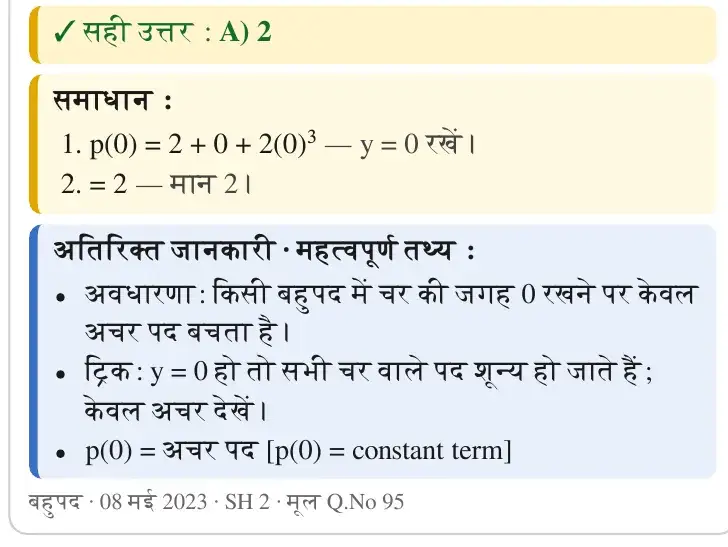 ✓ सही उत्तर : A) 2
समाधान :
1. p(0) = 2 + 0 + 2(0)³ — y = 0 रखें।
2. = 2 — मान 2।
अतिरिक्त जानकारी · महत्वपूर्ण तथ्य :
• अवधारणा : किसी बहुपद में चर की जगह 0 रखने पर केवल
अचर पद बचता है।
• ट्रिक : y = 0 हो तो सभी चर वाले पद शून्य हो जाते हैं ;
केवल अचर देखें।
• p(0) = अचर पद [p(0) = constant term]
बहुपद · 08 मई 2023 · SH 2 · मूल Q.No 95